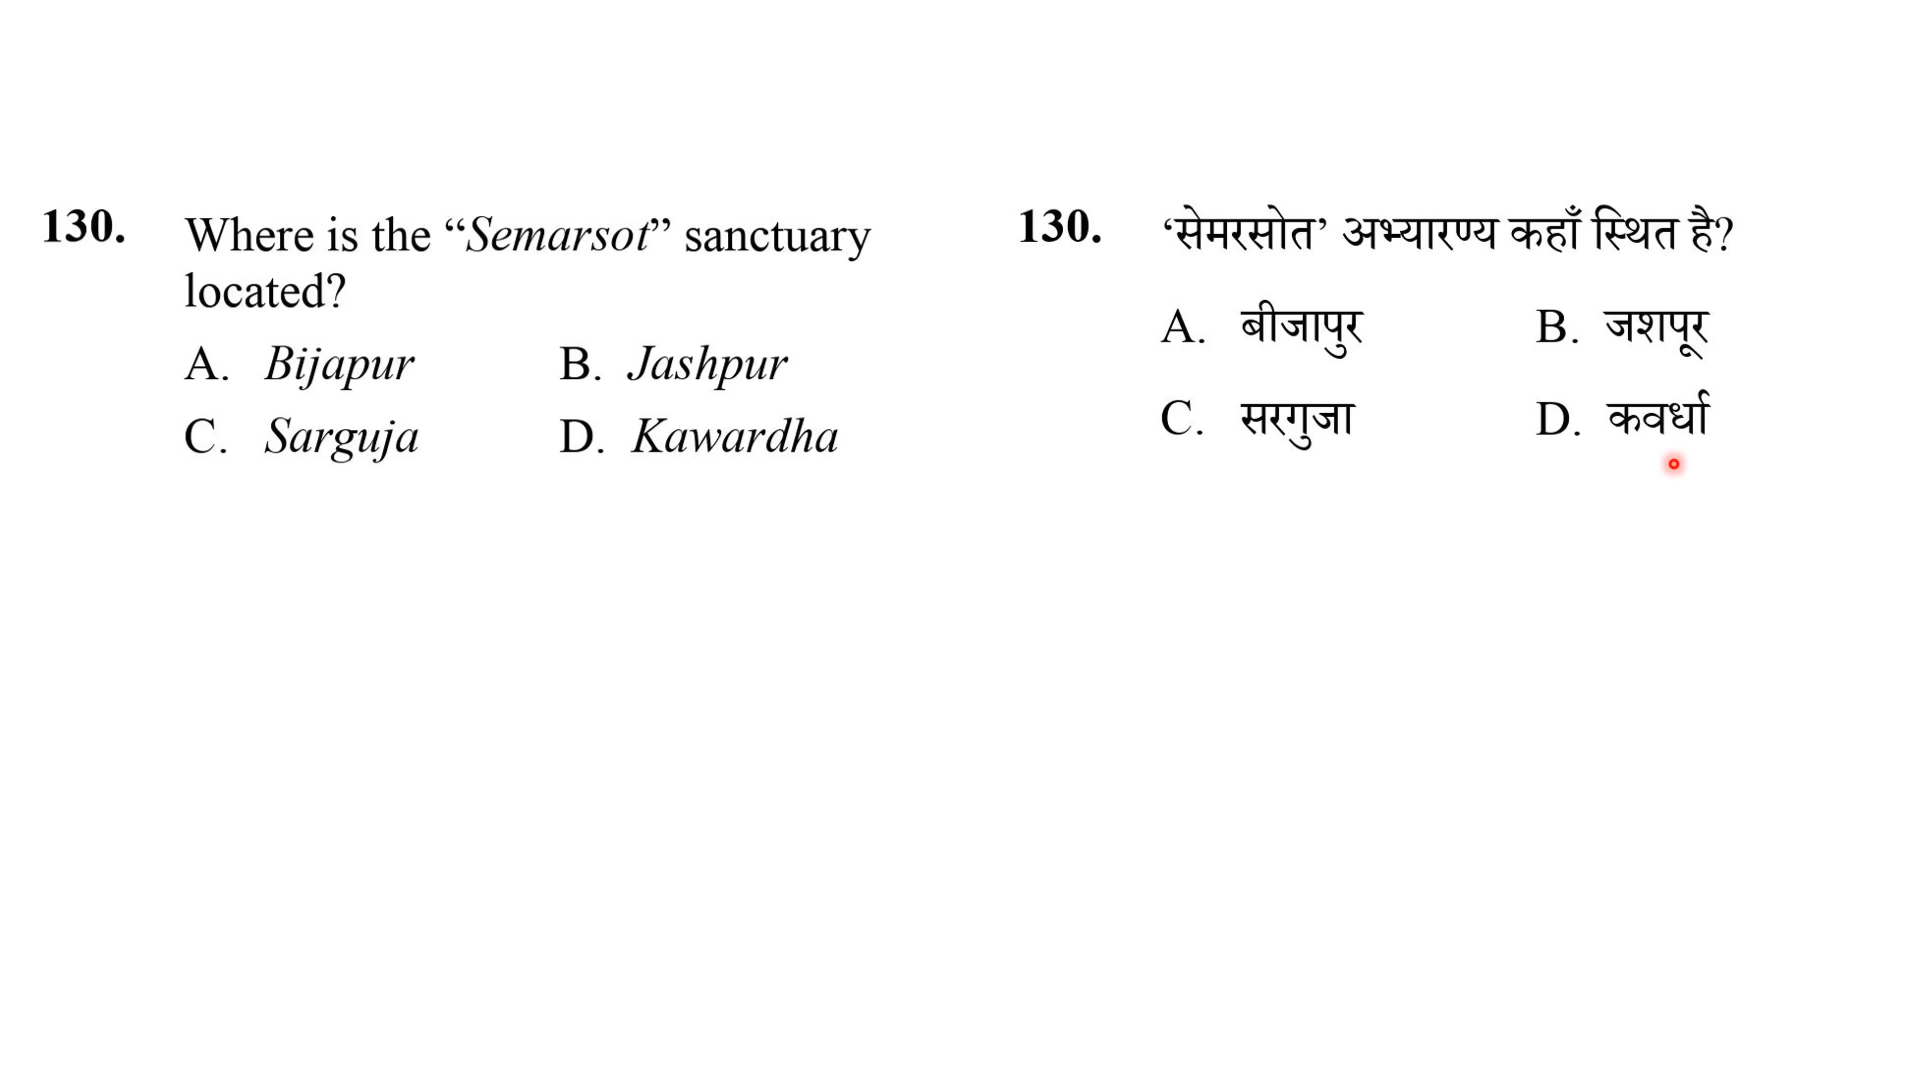 130. Where is the “Semarsot” sanctuary
located?
A. Bijapur B. Jashpur
C. Sarguja D. Kawardha
130. ‘सेमरसोत’ अभ्यारण्य कहाँ स्थित है?
A. बीजापुर B. जशपूर
C. सरगुजा D. कवर्धा